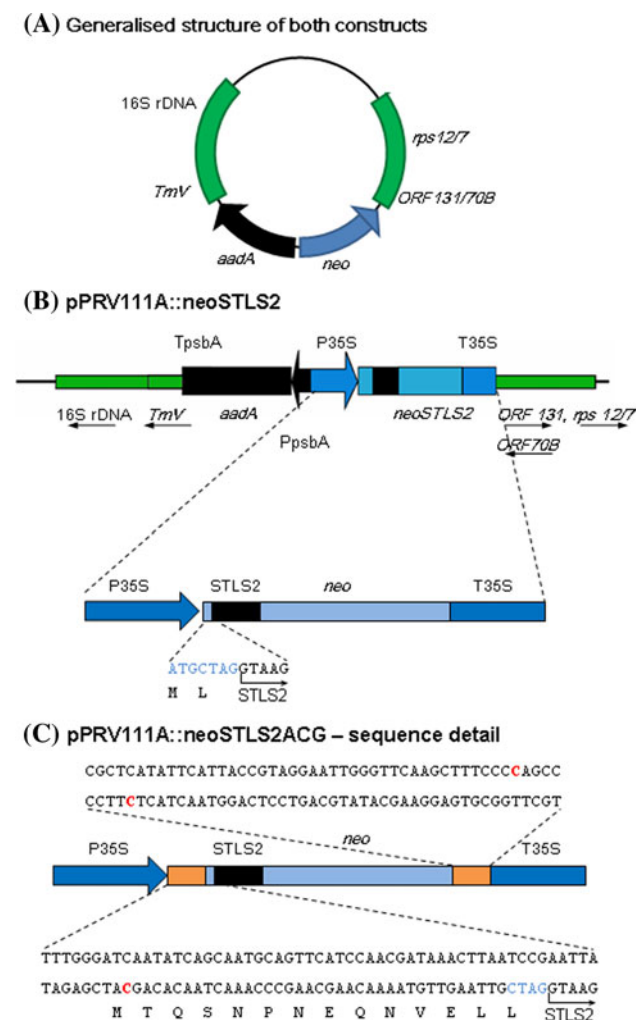 (A) Generalised structure of both constructs
16S rDNA
rps12/7
TrnV
ORF131/70B
aadA
neo
(B) pPRV111A::neoSTLS2
TpsbA P35S T35S
16S rDNA TrnV aadA neoSTLS2 ORF 131, rps 12/7
PpsbA ORF70B
P35S STLS2 neo T35S
ATGCTAGGTAAG
M L STLS2
(C) pPRV111A::neoSTLS2ACG – sequence detail
CGCTCATATTCATTACCGTAGGAATTGGGTTCAAGCTTTCCCCAGCC
CCTTCTCATCAATGGACTCCTGACGTATACGAAGGAGTGCGGTTCGT
P35S STLS2 neo T35S
TTTGGGATCAATATCAGCAATGCAGTTCATCCAACGATAAACTTAATCCGAATTA
TAGAGCTACGACACAATCAAACCCGAACGAACAAAATGTTGAATTGCTAGGTAAG
M T Q S N P N E Q N V E L L STLS2